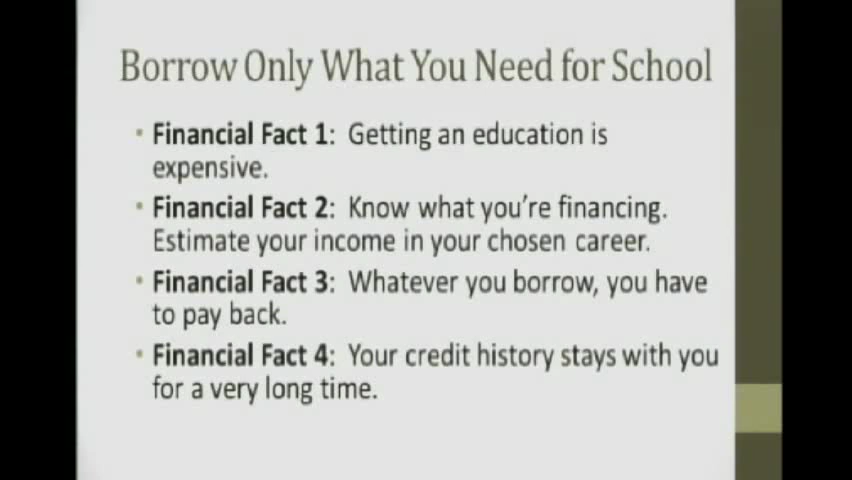 Borrow Only What You Need for School
• Financial Fact 1: Getting an education is
expensive.
• Financial Fact 2: Know what you're financing.
Estimate your income in your chosen career.
• Financial Fact 3: Whatever you borrow, you have
to pay back.
• Financial Fact 4: Your credit history stays with you
for a very long time.